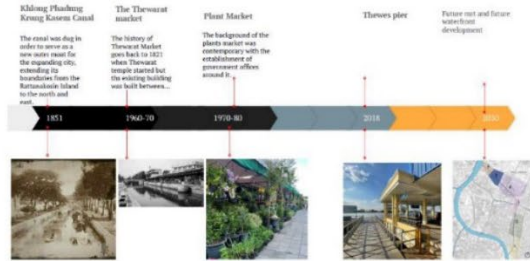 Khlong Phadung
Krung Kasem Canal
The canal was dug in
order to serve as a
new outer moat for
the expanding city,
extending its
boundaries from the
Rattanakosin Island
to the north and
east.
The Thewarat
market
The history of
Thewarat Market
goes back to 1821
when Thewarat
temple started but
the existing building
was built between...
Plant Market
The background of the
plants market was
contemporary with the
establishment of
government offices
around it.
Thewes pier
Future root and future
waterfront
development
1851
1960-70
1970-80
2018
2030